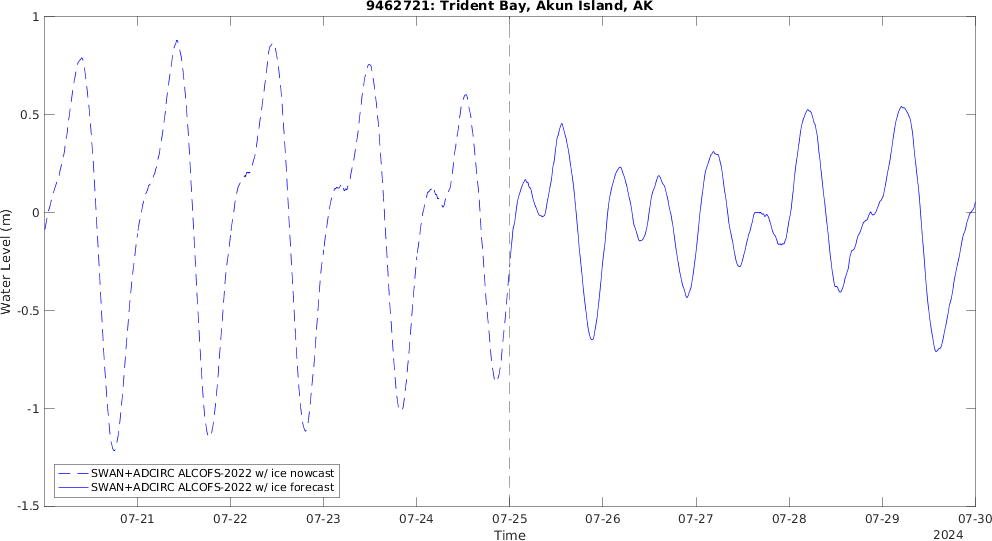 9462721: Trident Bay, Akun Island, AK
1
0.5
0
-0.5
-1
-1.5
Water Level (m)
SWAN+ADCIRC ALCOFS-2022 w/ ice nowcast
SWAN+ADCIRC ALCOFS-2022 w/ ice forecast
07-21 07-22 07-23 07-24 07-25 07-26 07-27 07-28 07-29 07-30
Time
2024